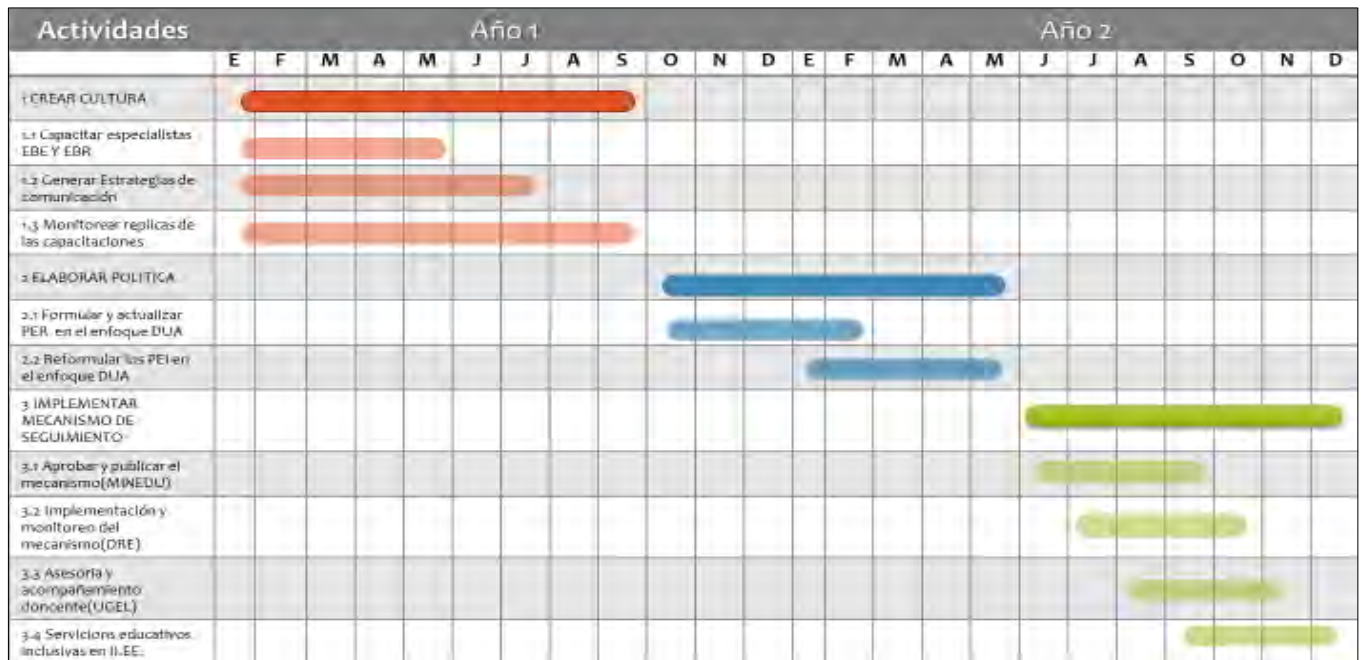 Actividades Año 1 Año 2
E F M A M J J A S O N D E F M A M J J A S O N D
1 CREAR CULTURA
1.1 Capacitar especialistas
EBE Y EBR
1.2 Generar Estrategias de
comunicación
1.3 Monitorear replicas de
las capacitaciones
2 ELABORAR POLITICA
2.1 Formular y actualizar
PER en el enfoque DUA
2.2 Reformular los PEI en
el enfoque DUA
3 IMPLEMENTAR
MECANISMO DE
SEGUIMIENTO
3.1 Aprobar y publicar el
mecanismo(MINEDU)
3.2 Implementación y
monitoreo del
mecanismo(DRE)
3.3 Asesoria y
acompañamiento
doncente(UGEL)
3.4 Servicions educativos
inclusivas en II.EE.